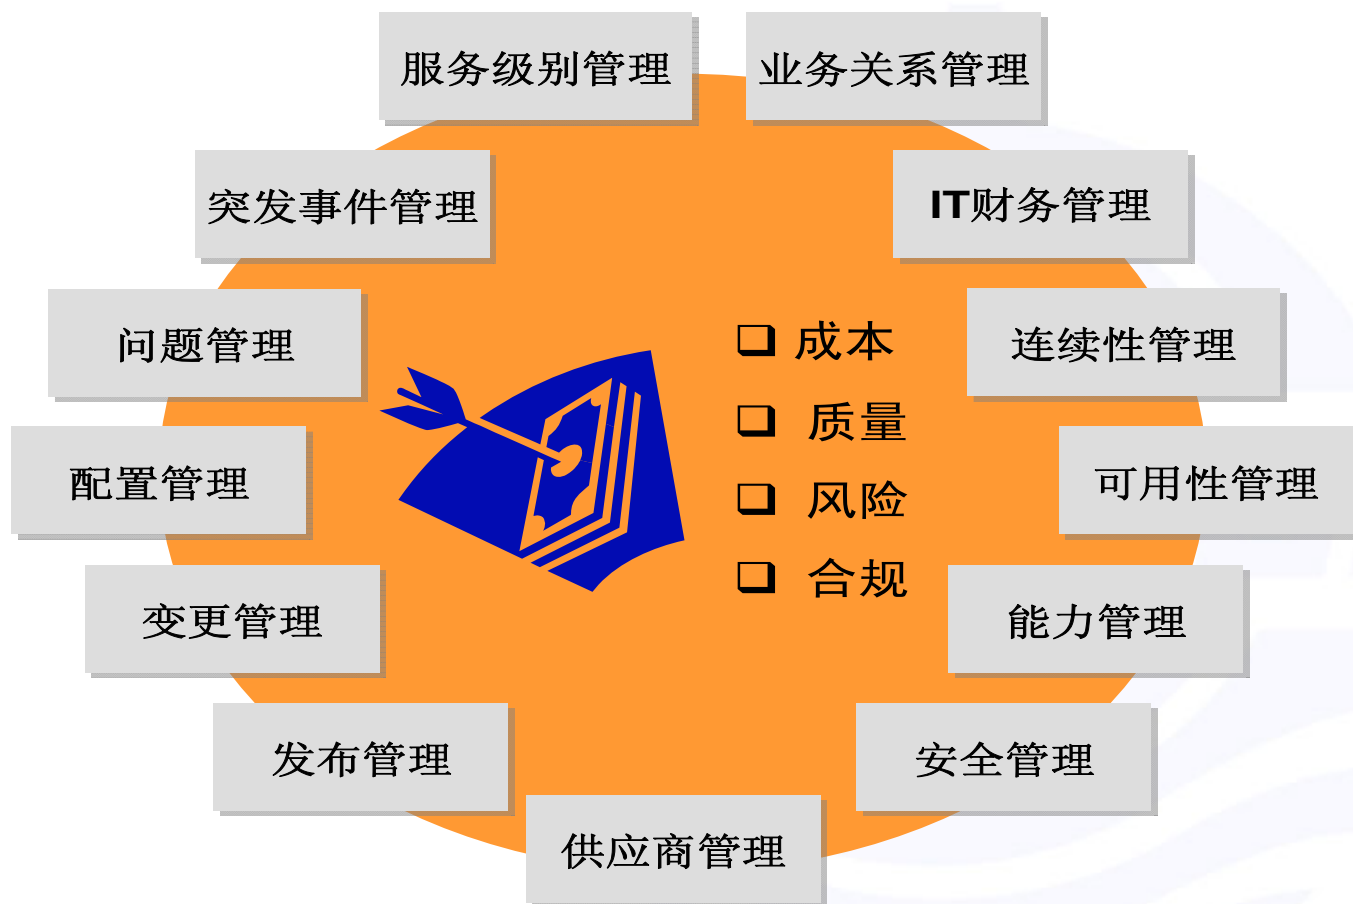 服务级别管理
业务关系管理
突发事件管理
IT财务管理
问题管理
成本
连续性管理
质量
配置管理
可用性管理
风险
合规
变更管理
能力管理
发布管理
安全管理
供应商管理